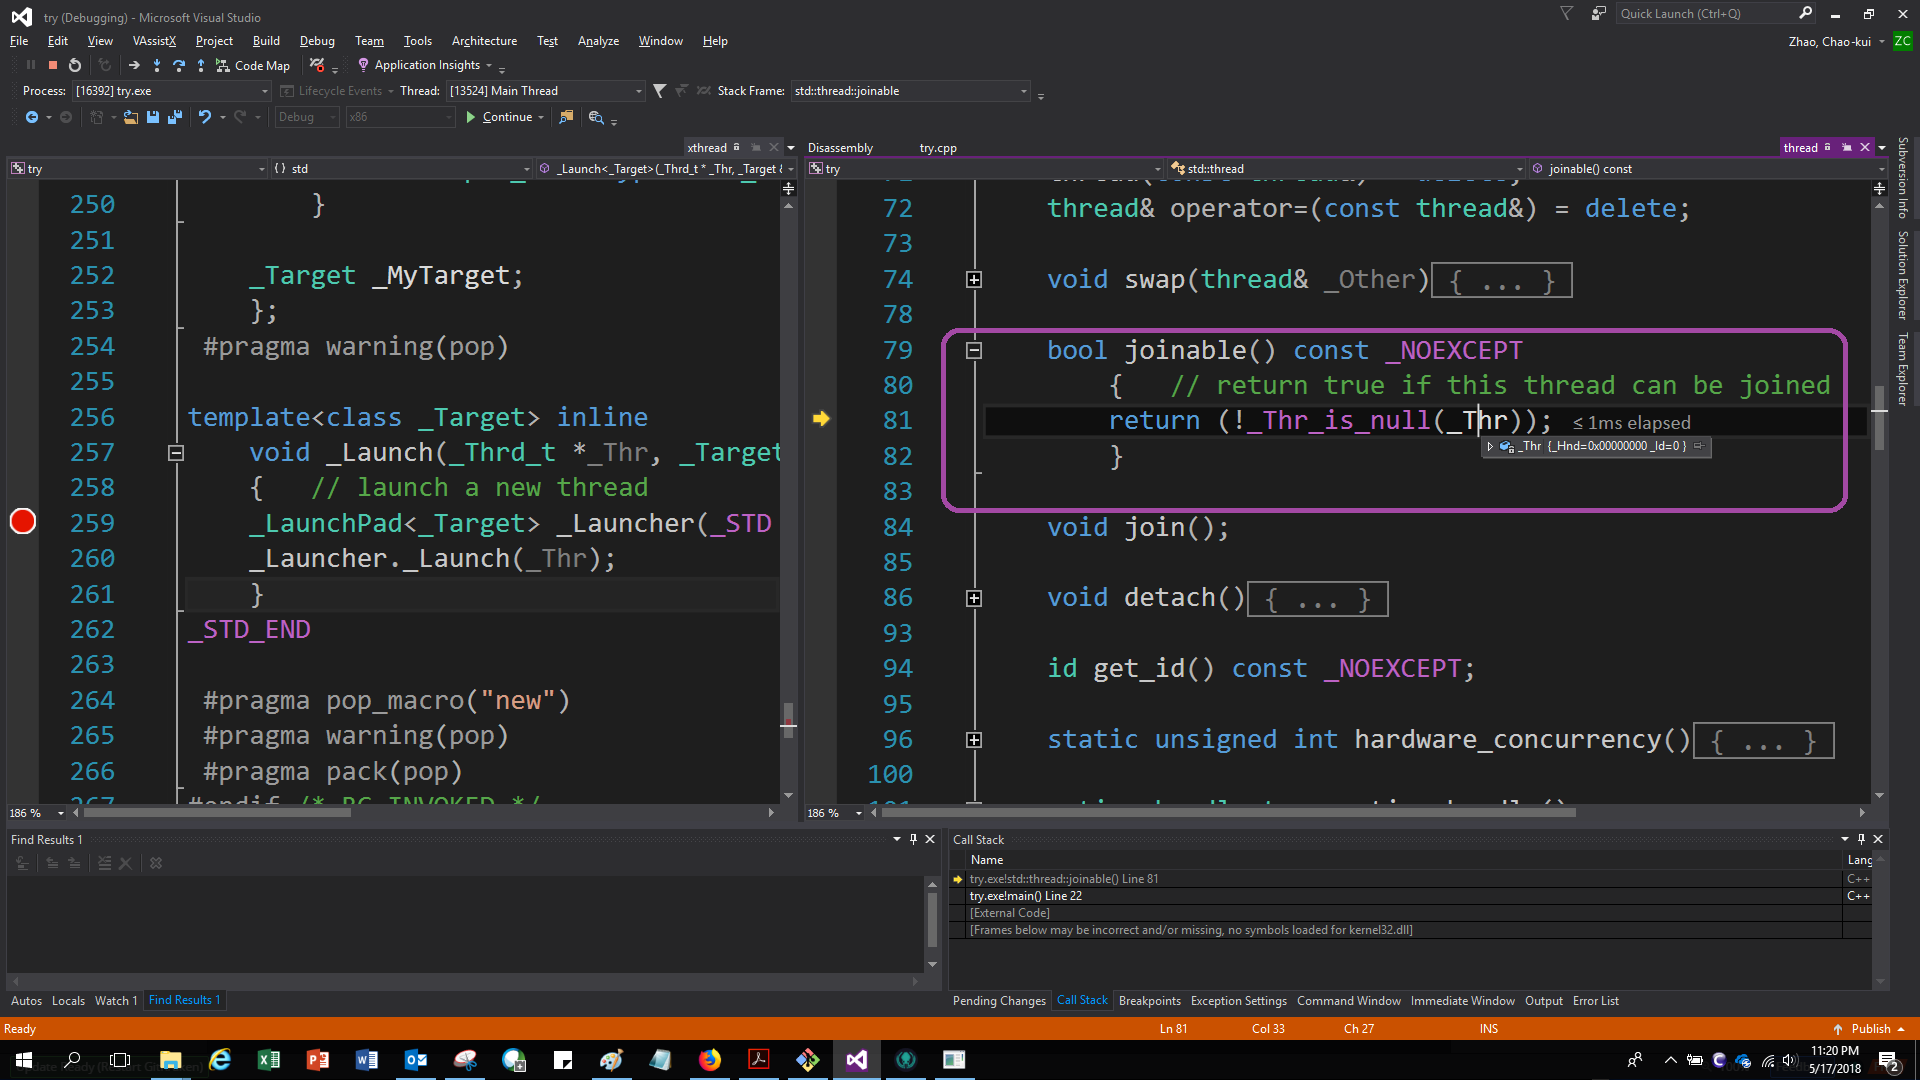 try (Debugging) - Microsoft Visual Studio
Quick Launch (Ctrl+Q)
File Edit View VAssistX Project Build Debug Team Tools Architecture Test Analyze Window Help
Zhao, Chao-kui ZC
Code Map Application Insights
Process: [16392] try.exe Lifecycle Events Thread: [13524] Main Thread Stack Frame: std::thread::joinable
Debug x86 Continue
xthread
try { } std _Launch<_Target>(_Thrd_t * _Thr, _Target &
250 }
251
252 _Target _MyTarget;
253 };
254 #pragma warning(pop)
255
256 template<class _Target> inline
257 void _Launch(_Thrd_t *_Thr, _Target
258 { // launch a new thread
259 _LaunchPad<_Target> _Launcher(_STD
260 _Launcher._Launch(_Thr);
261 }
262 _STD_END
263
264 #pragma pop_macro("new")
265 #pragma warning(pop)
266 #pragma pack(pop)
267 #endif /* RC_INVOKED */
186 %
Disassembly try.cpp thread
try std::thread joinable() const
72 thread& operator=(const thread&) = delete;
73
74 void swap(thread& _Other){ ... }
78
79 bool joinable() const _NOEXCEPT
80 { // return true if this thread can be joined
81 return (!_Thr_is_null(_Thr)); ≤ 1ms elapsed
_Thr {_Hnd=0x00000000 _Id=0 }
82 }
83
84 void join();
85
86 void detach(){ ... }
93
94 id get_id() const _NOEXCEPT;
95
96 static unsigned int hardware_concurrency(){ ... }
100
186 %
Find Results 1
Autos Locals Watch 1 Find Results 1
Call Stack
Name Lang
try.exe!std::thread::joinable() Line 81 C++
try.exe!main() Line 22 C++
[External Code]
[Frames below may be incorrect and/or missing, no symbols loaded for kernel32.dll]
Pending Changes Call Stack Breakpoints Exception Settings Command Window Immediate Window Output Error List
Subversion Info
Solution Explorer
Team Explorer
Ready Ln 81 Col 33 Ch 27 INS Publish
11:20 PM
5/17/2018
2